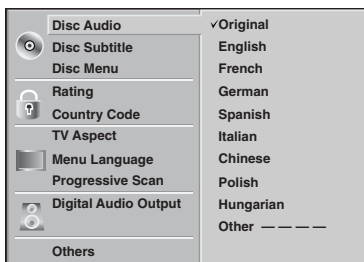 Disc Audio
Disc Subtitle
Disc Menu
Rating
Country Code
TV Aspect
Menu Language
Progressive Scan
Digital Audio Output
Others
✓Original
English
French
German
Spanish
Italian
Chinese
Polish
Hungarian
Other — — — —